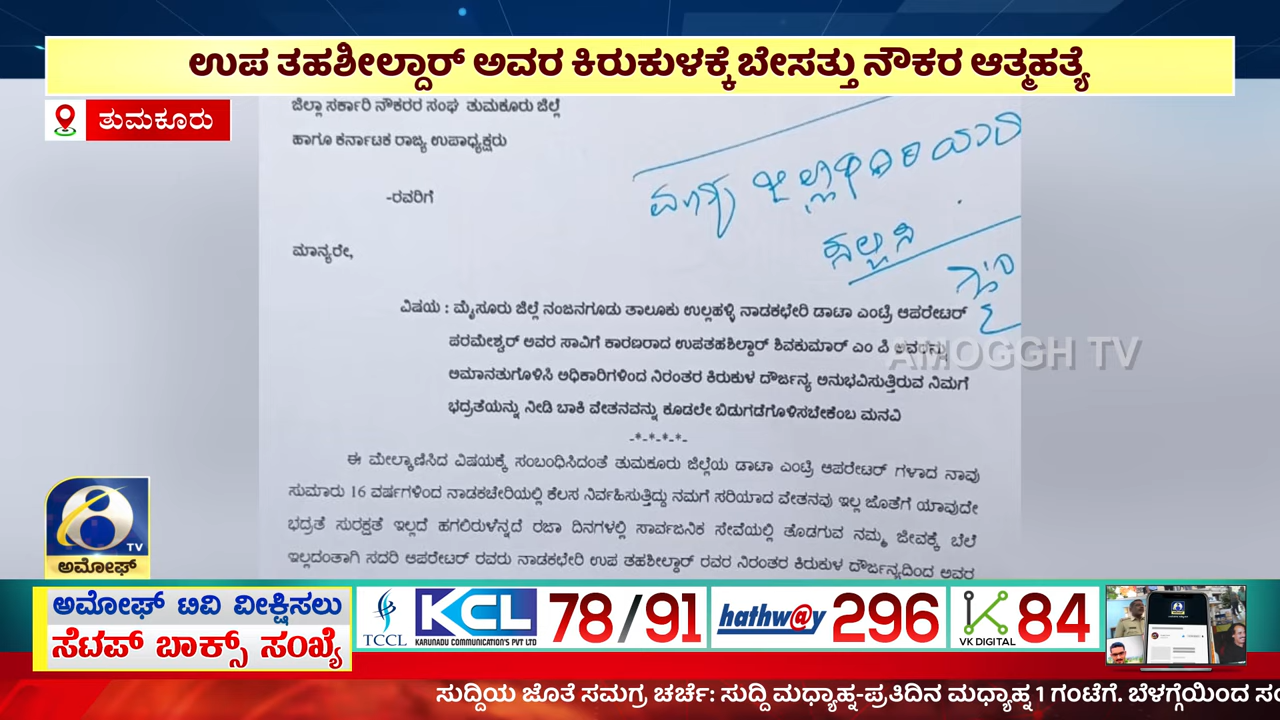 ಉಪ ತಹಶೀಲ್ದಾರ್ ಅವರ ಕಿರುಕುಳಕ್ಕೆ ಬೇಸತ್ತು ನೌಕರ ಆತ್ಮಹತ್ಯೆ
ತುಮಕೂರು
ಜಿಲ್ಲಾ ಸರ್ಕಾರಿ ನೌಕರರ ಸಂಘ ತುಮಕೂರು ಜಿಲ್ಲೆ
ಹಾಗೂ ಕರ್ನಾಟಕ ರಾಜ್ಯ ಉಪಾಧ್ಯಕ್ಷರು
-ರವರಿಗೆ
ಮಾನ್ಯರೇ,
ವಿಷಯ : ಮೈಸೂರು ಜಿಲ್ಲೆ ನಂಜನಗೂಡು ತಾಲೂಕು ಉಲ್ಲಹಳ್ಳಿ ನಾಡಕಛೇರಿ ಡಾಟಾ ಎಂಟ್ರಿ ಆಪರೇಟರ್
ಪರಮೇಶ್ವರ್ ಅವರ ಸಾವಿಗೆ ಕಾರಣರಾದ ಉಪತಹಶಿಲ್ದಾರ್ ಶಿವಕುಮಾರ್ ಎಂ ಪಿ ಅವರನ್ನು
AMOGGH TV
ಅಮಾನತುಗೊಳಿಸಿ ಅಧಿಕಾರಿಗಳಿಂದ ನಿರಂತರ ಕಿರುಕುಳ ದೌರ್ಜನ್ಯ ಅನುಭವಿಸುತ್ತಿರುವ ನಿಮಗೆ
ಭದ್ರತೆಯನ್ನು ನೀಡಿ ಬಾಕಿ ವೇತನವನ್ನು ಕೂಡಲೇ ಬಿಡುಗಡೆಗೊಳಿಸಬೇಕೆಂಬ ಮನವಿ
-*-*-*-*-
ಈ ಮೇಲ್ಕಾಣಿಸಿದ ವಿಷಯಕ್ಕೆ ಸಂಬಂಧಿಸಿದಂತೆ ತುಮಕೂರು ಜಿಲ್ಲೆಯ ಡಾಟಾ ಎಂಟ್ರಿ ಆಪರೇಟರ್ ಗಳಾದ ನಾವು
ಸುಮಾರು 16 ವರ್ಷಗಳಿಂದ ನಾಡಕಚೇರಿಯಲ್ಲಿ ಕೆಲಸ ನಿರ್ವಹಿಸುತ್ತಿದ್ದು ನಮಗೆ ಸರಿಯಾದ ವೇತನವು ಇಲ್ಲ ಜೊತೆಗೆ ಯಾವುದೇ
ಭದ್ರತೆ ಸುರಕ್ಷತೆ ಇಲ್ಲದೆ ಹಗಲಿರುಳೆನ್ನದೆ ರಜಾ ದಿನಗಳಲ್ಲಿ ಸಾರ್ವಜನಿಕ ಸೇವೆಯಲ್ಲಿ ತೊಡಗುವ ನಮ್ಮ ಜೀವಕ್ಕೆ ಬೆಲೆ
ಇಲ್ಲದಂತಾಗಿ ಸದರಿ ಆಪರೇಟರ್ ರವರು ನಾಡಕಛೇರಿ ಉಪ ತಹಶೀಲ್ದಾರ್ ರವರ ನಿರಂತರ ಕಿರುಕುಳ ದೌರ್ಜನ್ಯದಿಂದ ಅವರ
TV
ಅಮೋಘ್
ಅಮೋಘ್ ಟಿವಿ ವೀಕ್ಷಿಸಲು
ಸೆಟಪ್ ಬಾಕ್ಸ್ ಸಂಖ್ಯೆ
TCCL
KCL
KARUNADU COMMUNICATION'S PVT LTD
78/91
hathway
296
VK DIGITAL
84
ಸುದ್ದಿಯ ಜೊತೆ ಸಮಗ್ರ ಚರ್ಚೆ: ಸುದ್ದಿ ಮಧ್ಯಾಹ್ನ-ಪ್ರತಿದಿನ ಮಧ್ಯಾಹ್ನ 1 ಗಂಟೆಗೆ. ಬೆಳಗ್ಗೆಯಿಂದ